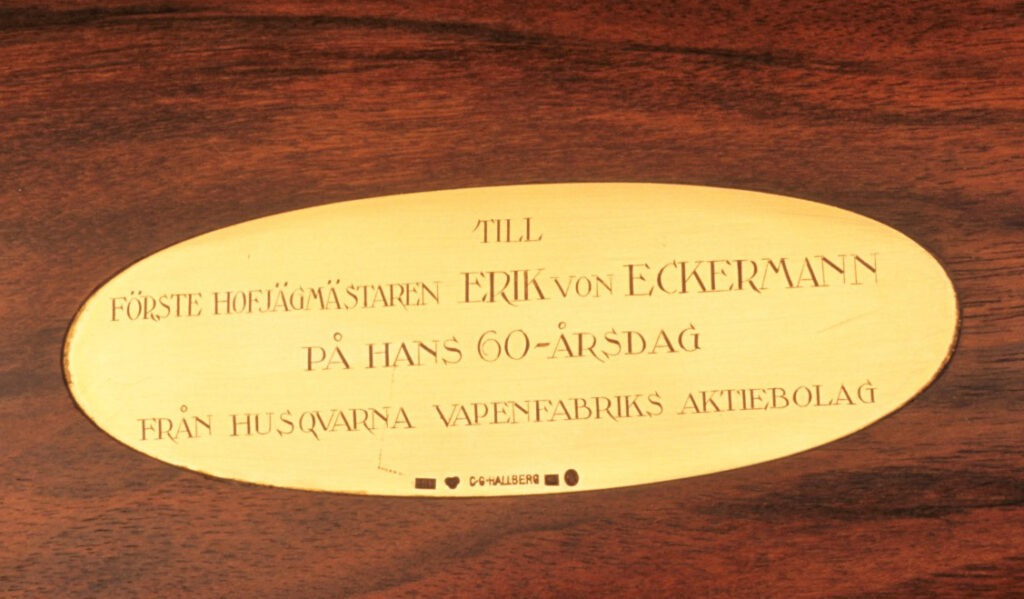 TILL
FÖRSTE HOFJÄGMÄSTAREN ERIK VON ECKERMANN
PÅ HANS 60-ÅRSDAG
FRÅN HUSQVARNA VAPENFABRIKS AKTIEBOLAG
C·G·HALLBERG